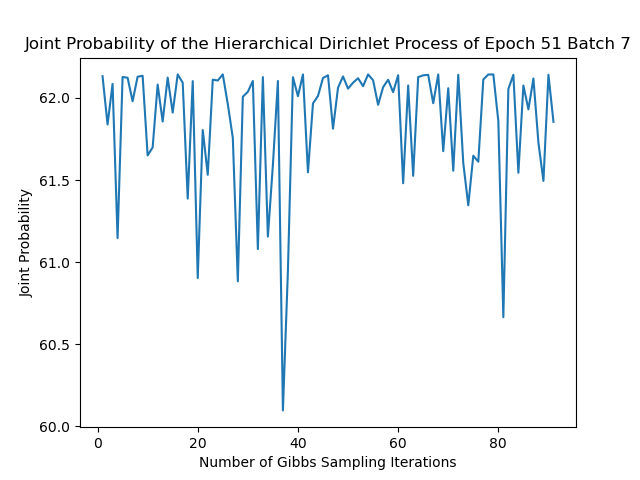 Joint Probability of the Hierarchical Dirichlet Process of Epoch 51 Batch 7
Joint Probability
62.0
61.5
61.0
60.5
60.0
0 20 40 60 80
Number of Gibbs Sampling Iterations